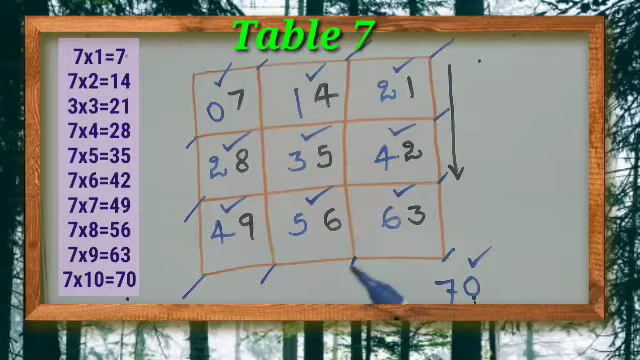 Table 7
7x1=7
7x2=14
3x3=21
7x4=28
7x5=35
7x6=42
7x7=49
7x8=56
7x9=63
7x10=70
07 14 21
28 35 42
49 56 63
70